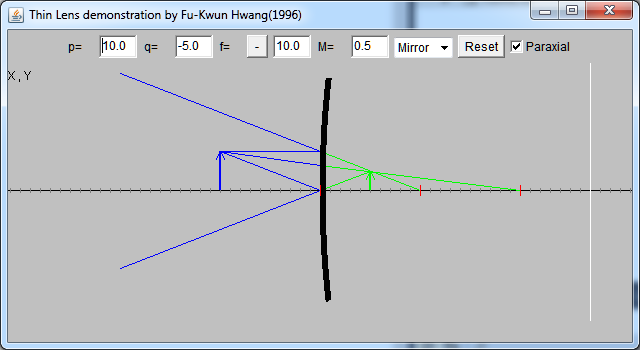 Thin Lens demonstration by Fu-Kwun Hwang(1996)
p= 10.0 q= -5.0 f= - 10.0 M= 0.5 Mirror Reset Paraxial
X,Y